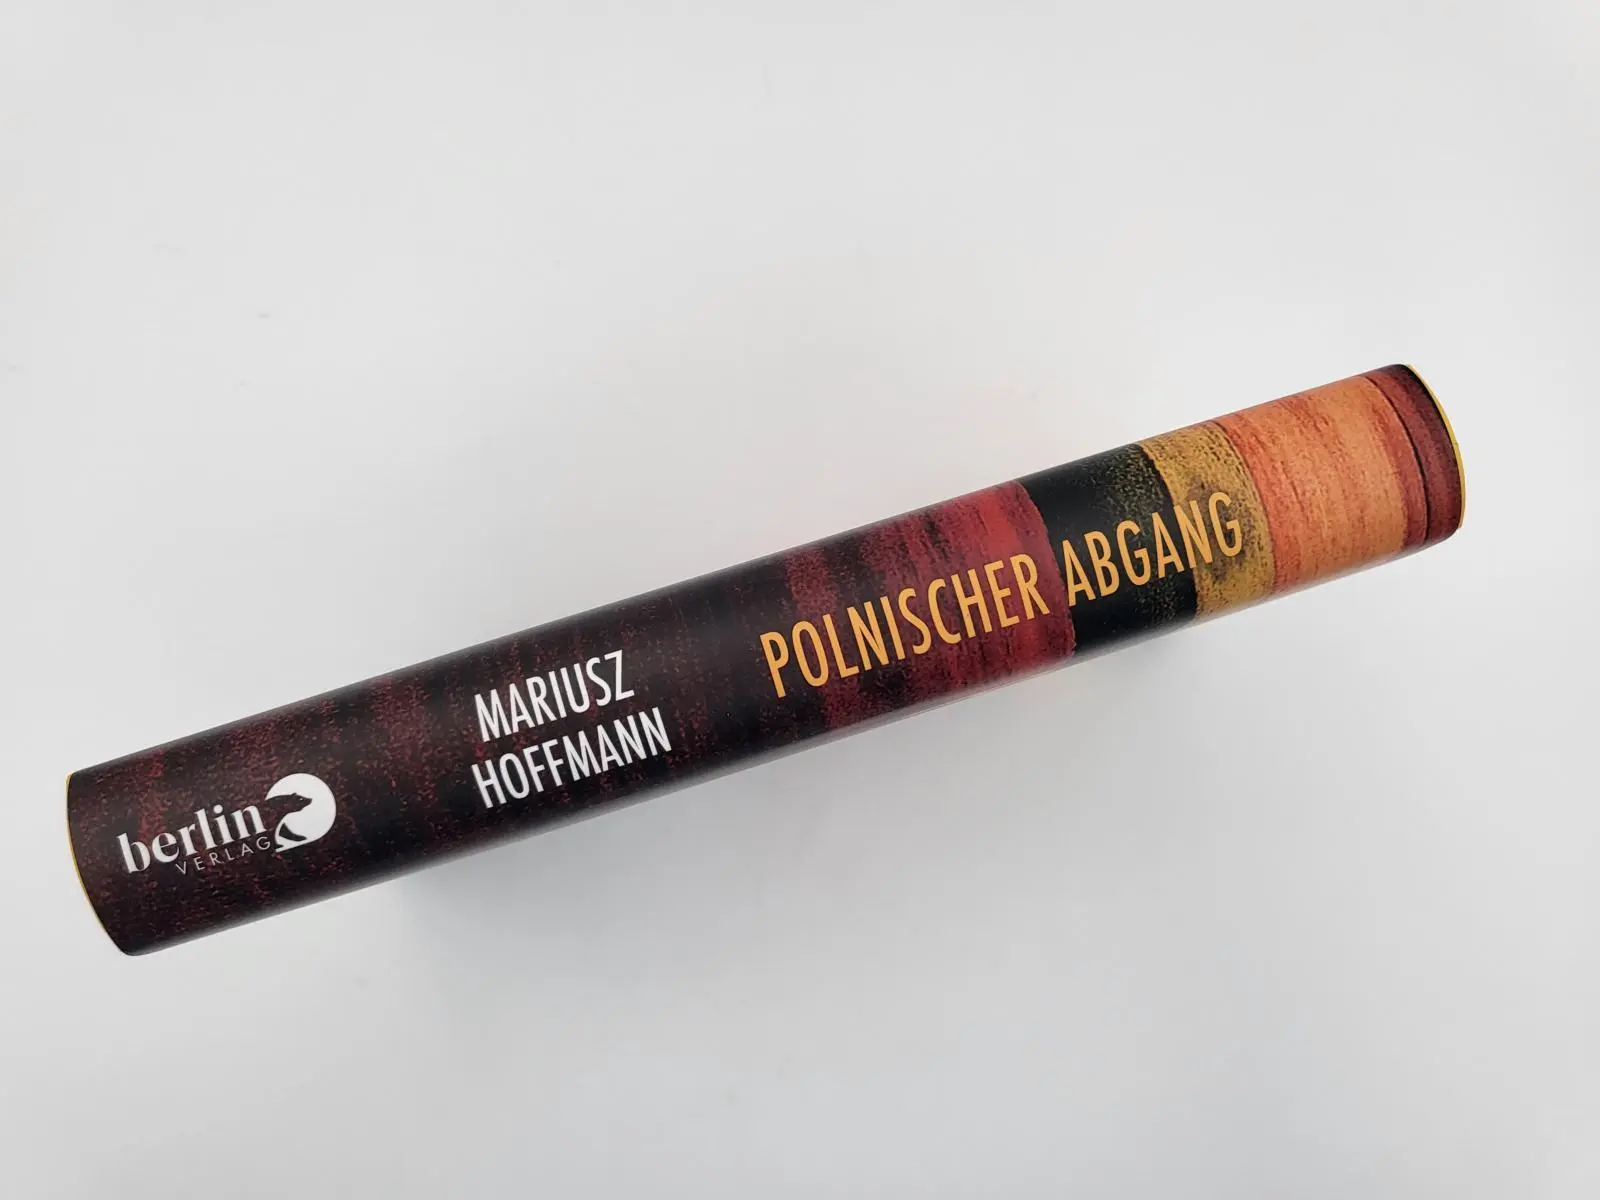 berlin
VERLAG
MARIUSZ
HOFFMANN
POLNISCHER ABGANG